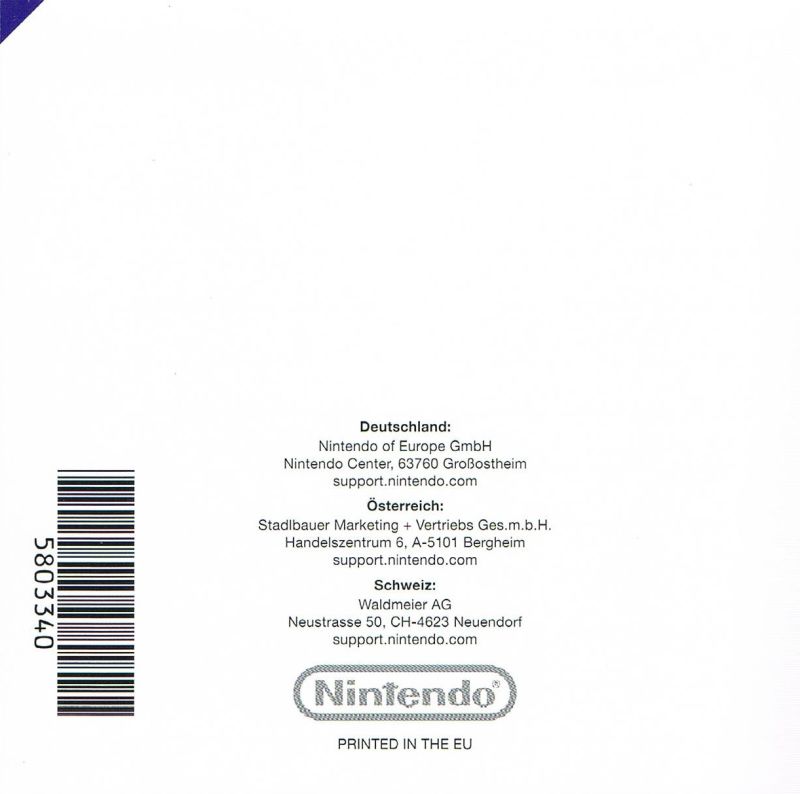 Deutschland:
Nintendo of Europe GmbH
Nintendo Center, 63760 Großostheim
support.nintendo.com
Österreich:
Stadlbauer Marketing + Vertriebs Ges.m.b.H.
Handelszentrum 6, A-5101 Bergheim
support.nintendo.com
Schweiz:
Waldmeier AG
Neustrasse 50, CH-4623 Neuendorf
support.nintendo.com
5803340
Nintendo®
PRINTED IN THE EU